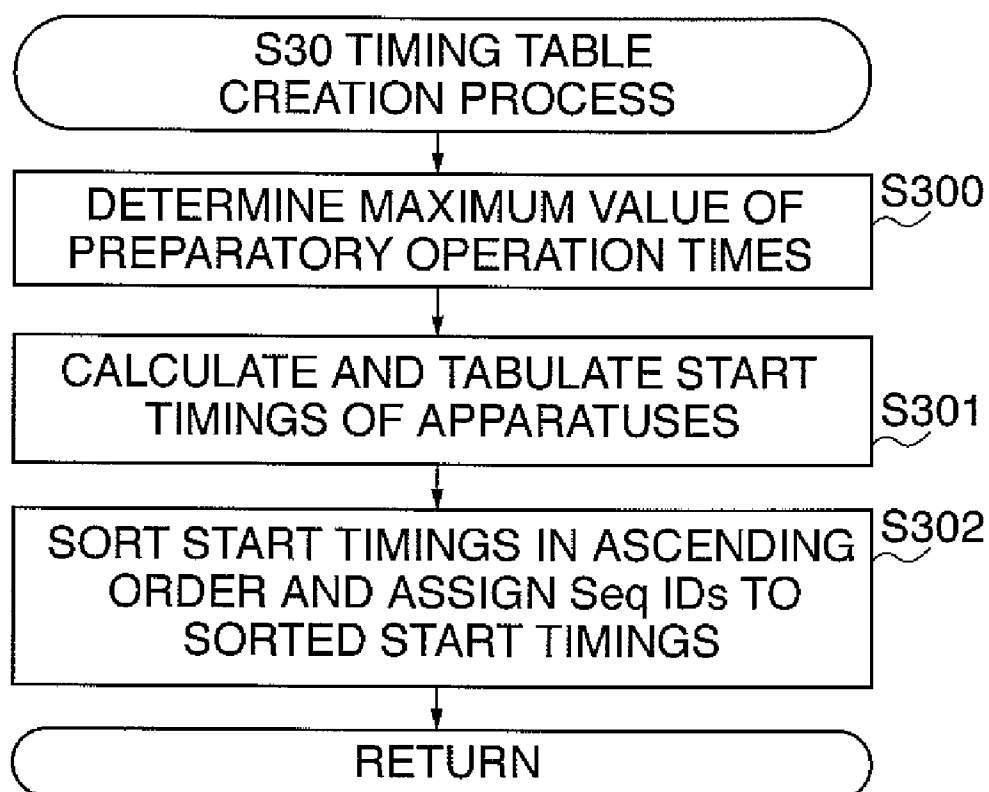 S30 TIMING TABLE
CREATION PROCESS
DETERMINE MAXIMUM VALUE OF
PREPARATORY OPERATION TIMES
S300
CALCULATE AND TABULATE START
TIMINGS OF APPARATUSES
S301
SORT START TIMINGS IN ASCENDING
ORDER AND ASSIGN Seq IDs TO
SORTED START TIMINGS
S302
RETURN